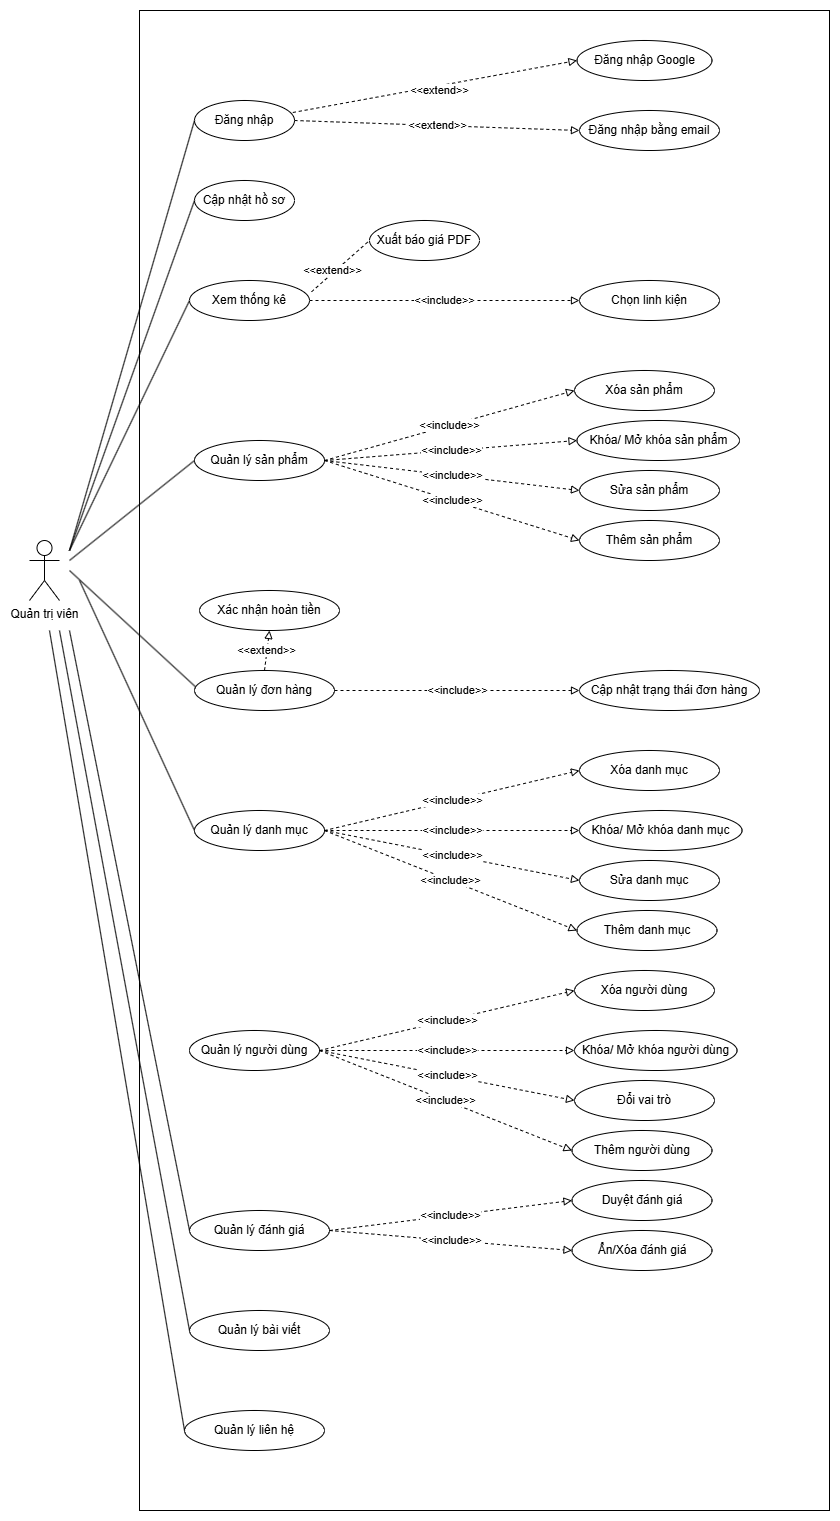 Đăng nhập Google
<<extend>>
Đăng nhập
<<extend>>
Đăng nhập bằng email
Cập nhật hồ sơ
Xuất báo giá PDF
<<extend>>
Xem thống kê
<<include>>
Chọn linh kiện
Xóa sản phẩm
<<include>>
Khóa/ Mở khóa sản phẩm
<<include>>
Quản lý sản phẩm
<<include>>
Sửa sản phẩm
<<include>>
Thêm sản phẩm
Quản trị viên
Xác nhận hoàn tiền
<<extend>>
Quản lý đơn hàng
<<include>>
Cập nhật trạng thái đơn hàng
Xóa danh mục
<<include>>
Quản lý danh mục
<<include>>
Khóa/ Mở khóa danh mục
<<include>>
Sửa danh mục
<<include>>
Thêm danh mục
Xóa người dùng
<<include>>
Quản lý người dùng
<<include>>
Khóa/ Mở khóa người dùng
<<include>>
Đổi vai trò
<<include>>
Thêm người dùng
Duyệt đánh giá
<<include>>
Quản lý đánh giá
<<include>>
Ẩn/Xóa đánh giá
Quản lý bài viết
Quản lý liên hệ